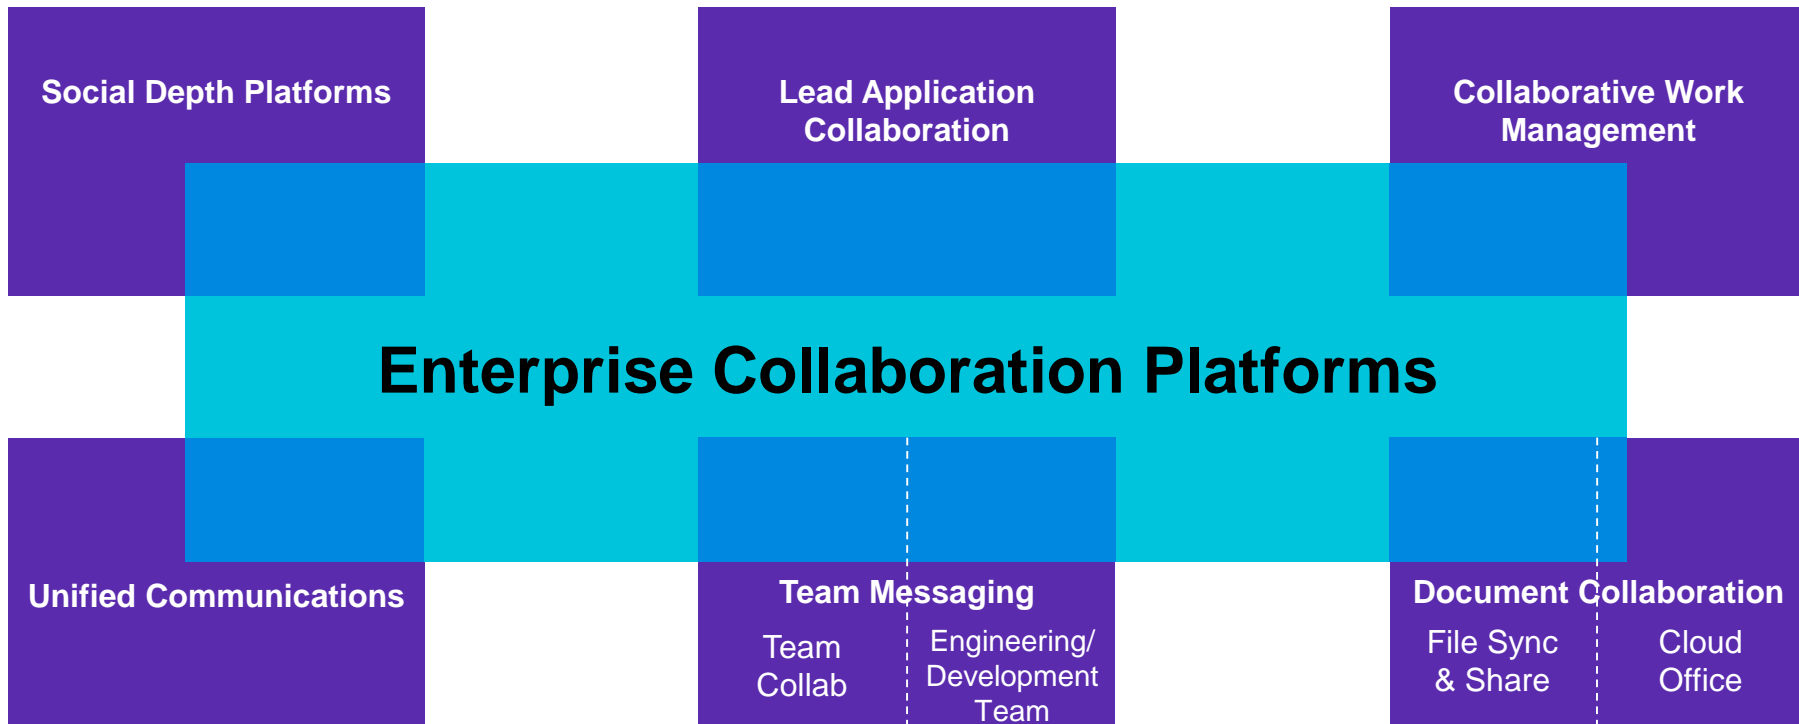 Social Depth Platforms
Lead Application
Collaboration
Collaborative Work
Management
Enterprise Collaboration Platforms
Unified Communications
Team Messaging
Team
Collab
Engineering/
Development
Team
Document Collaboration
File Sync
& Share
Cloud
Office